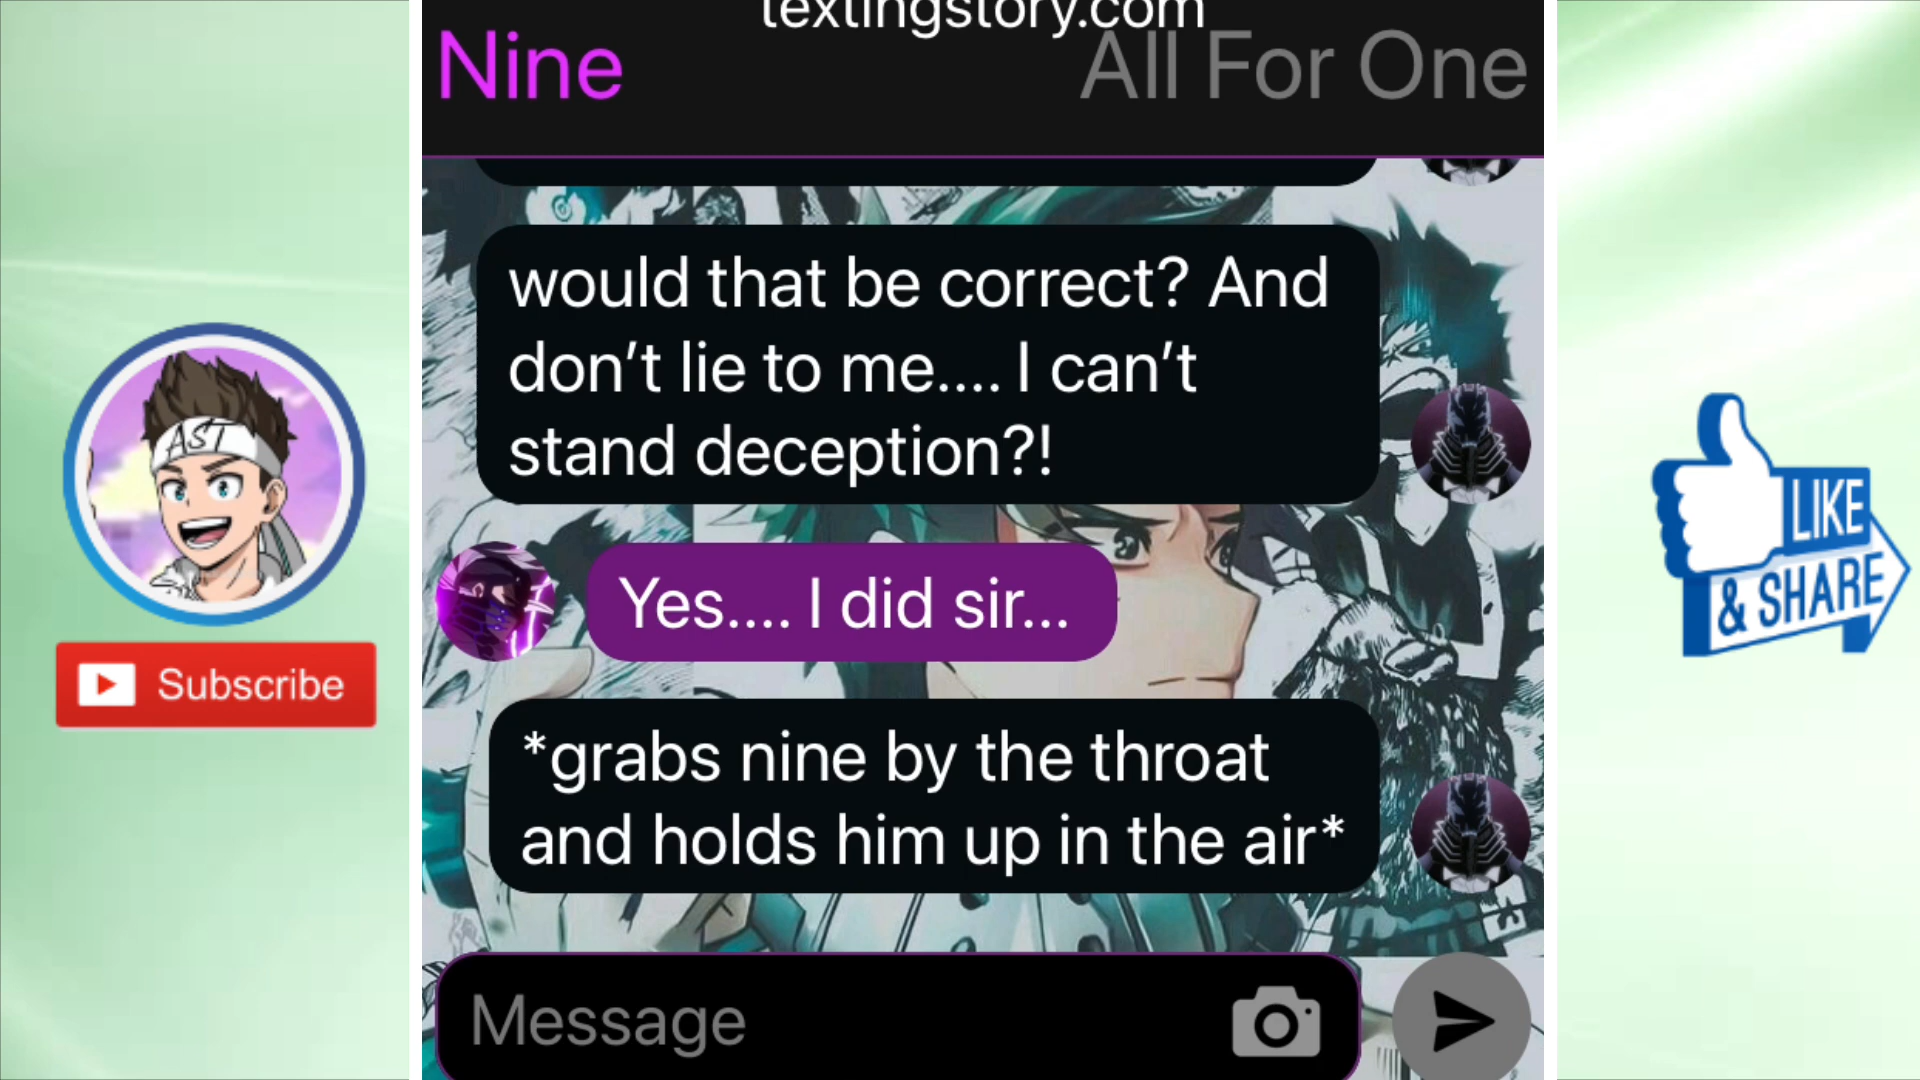 textingstory.com
Nine
All For One
would that be correct? And
don’t lie to me.... I can’t
stand deception?!
Yes.... I did sir...
*grabs nine by the throat
and holds him up in the air*
Message
AST
Subscribe
LIKE
& SHARE